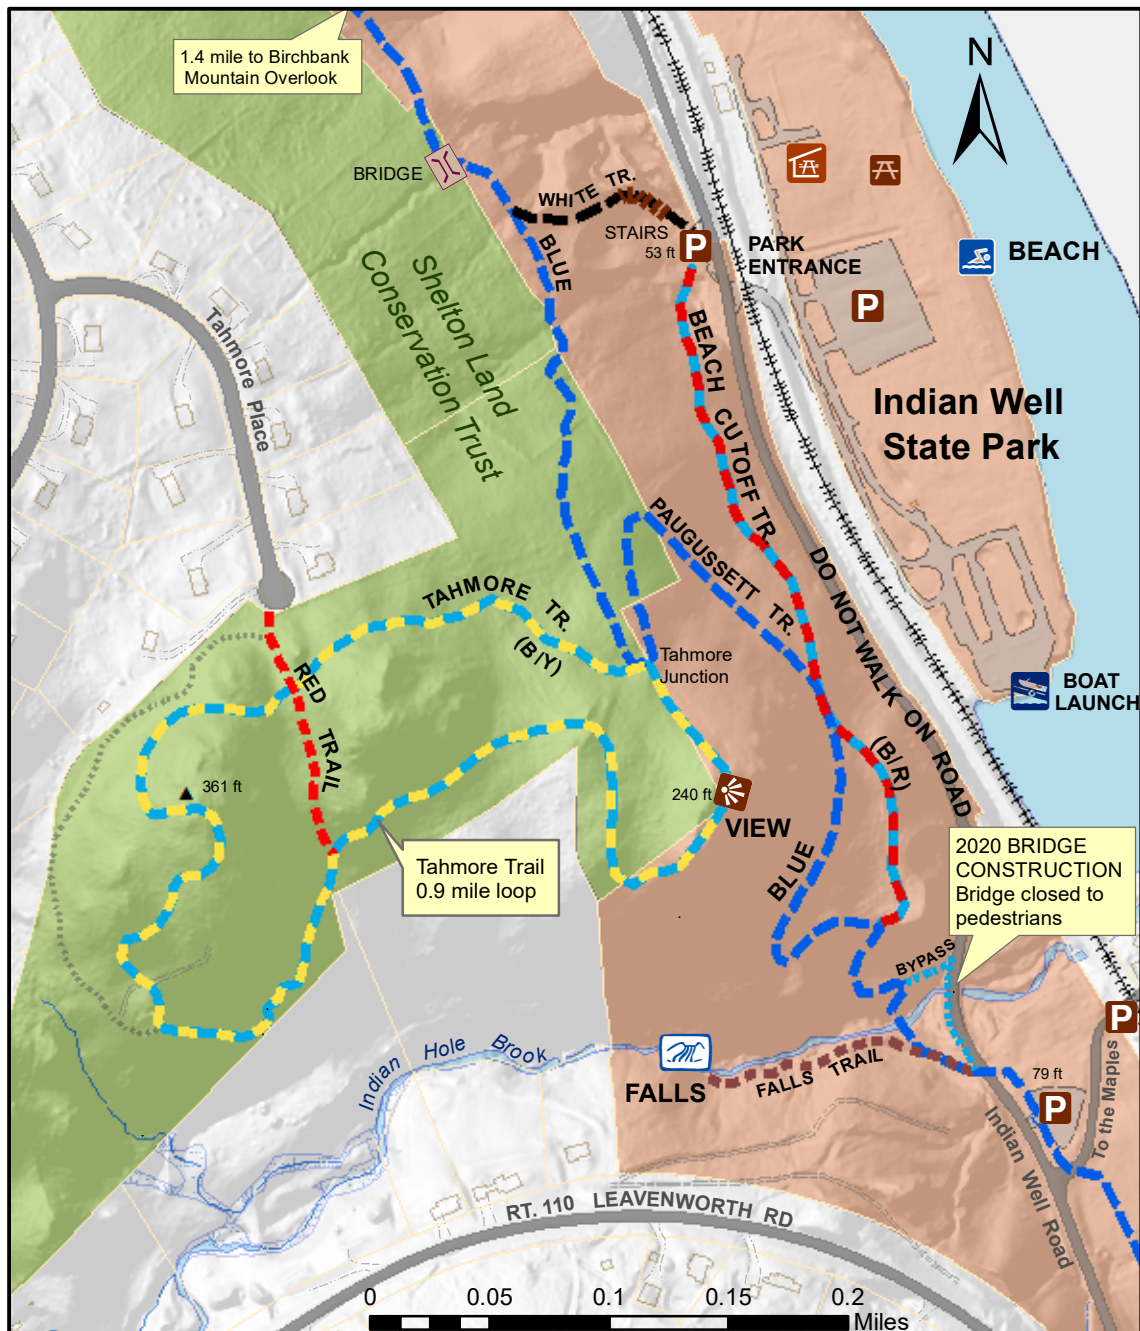 1.4 mile to Birchbank
Mountain Overlook
N
BRIDGE
WHITE TR.
STAIRS
53 ft
P
PARK
ENTRANCE
BEACH
P
BLUE
Shelton Land
Conservation Trust
Tahmore Place
BEACH CUTOFF TR.
Indian Well
State Park
PAUGUSSETT TR.
DO NOT WALK ON ROAD
TAHMORE TR.
(B/Y)
Tahmore
Junction
RED TRAIL
BOAT
LAUNCH
(B/R)
361 ft
240 ft
VIEW
BLUE
Tahmore Trail
0.9 mile loop
2020 BRIDGE
CONSTRUCTION
Bridge closed to
pedestrians
BYPASS
P
Indian Hole Brook
FALLS
FALLS TRAIL
79 ft
P
To the Maples
Indian Well Road
RT. 110 LEAVENWORTH RD
0 0.05 0.1 0.15 0.2
Miles